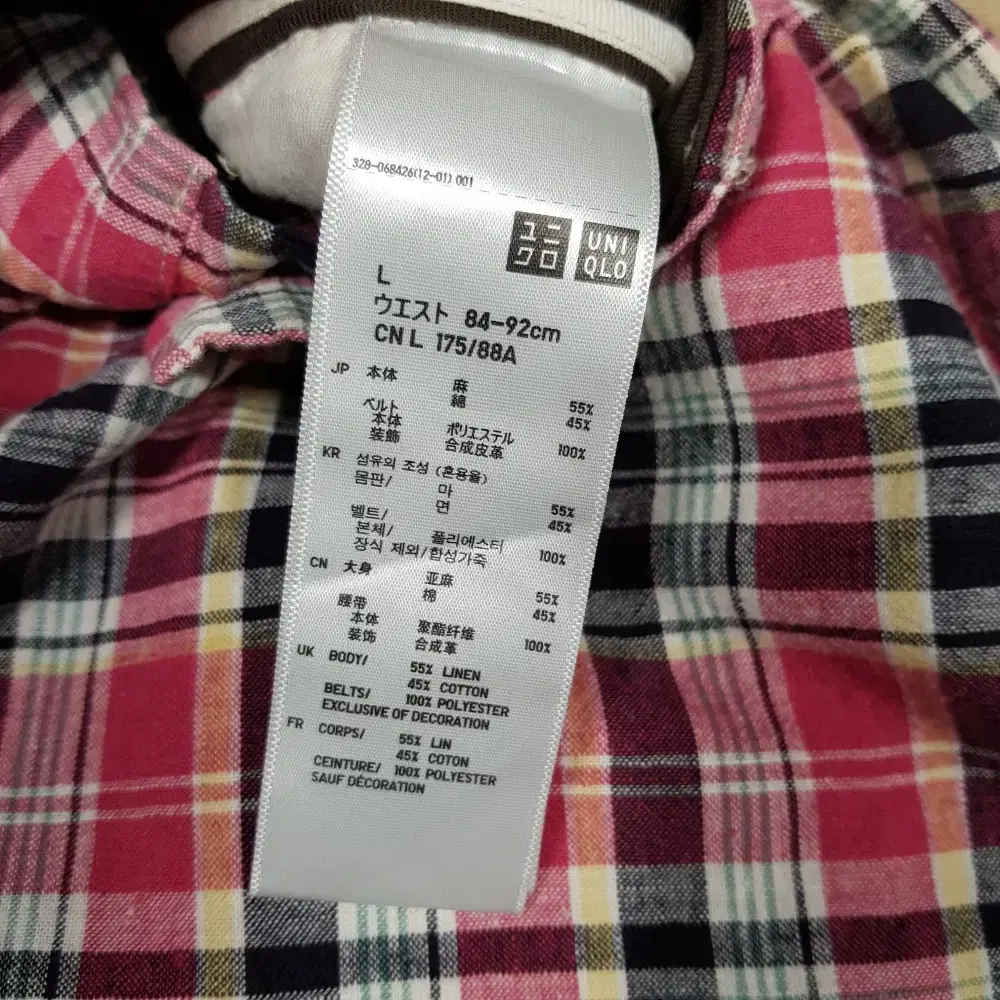 328-068426(12-01) 001
ユニ
クロ
UNI
QLO
L
ウエスト 84-92cm
CN L 175/88A
JP 本体 麻 55%
綿 45%
ベルト
本体 ポリエステル 100%
装飾 合成皮革
KR 섬유의 조성 (혼용율)
몸판/ 마 55%
면 45%
벨트/
본체/ 폴리에스터 100%
장식 제외/합성가죽
CN 大身 亚麻 55%
棉 45%
腰带
本体 聚酯纤维 100%
装饰 合成革
UK BODY/ 55% LINEN
45% COTTON
BELTS/ 100% POLYESTER
EXCLUSIVE OF DECORATION
FR CORPS/ 55% LIN
45% COTON
CEINTURE/ 100% POLYESTER
SAUF DÉCORATION